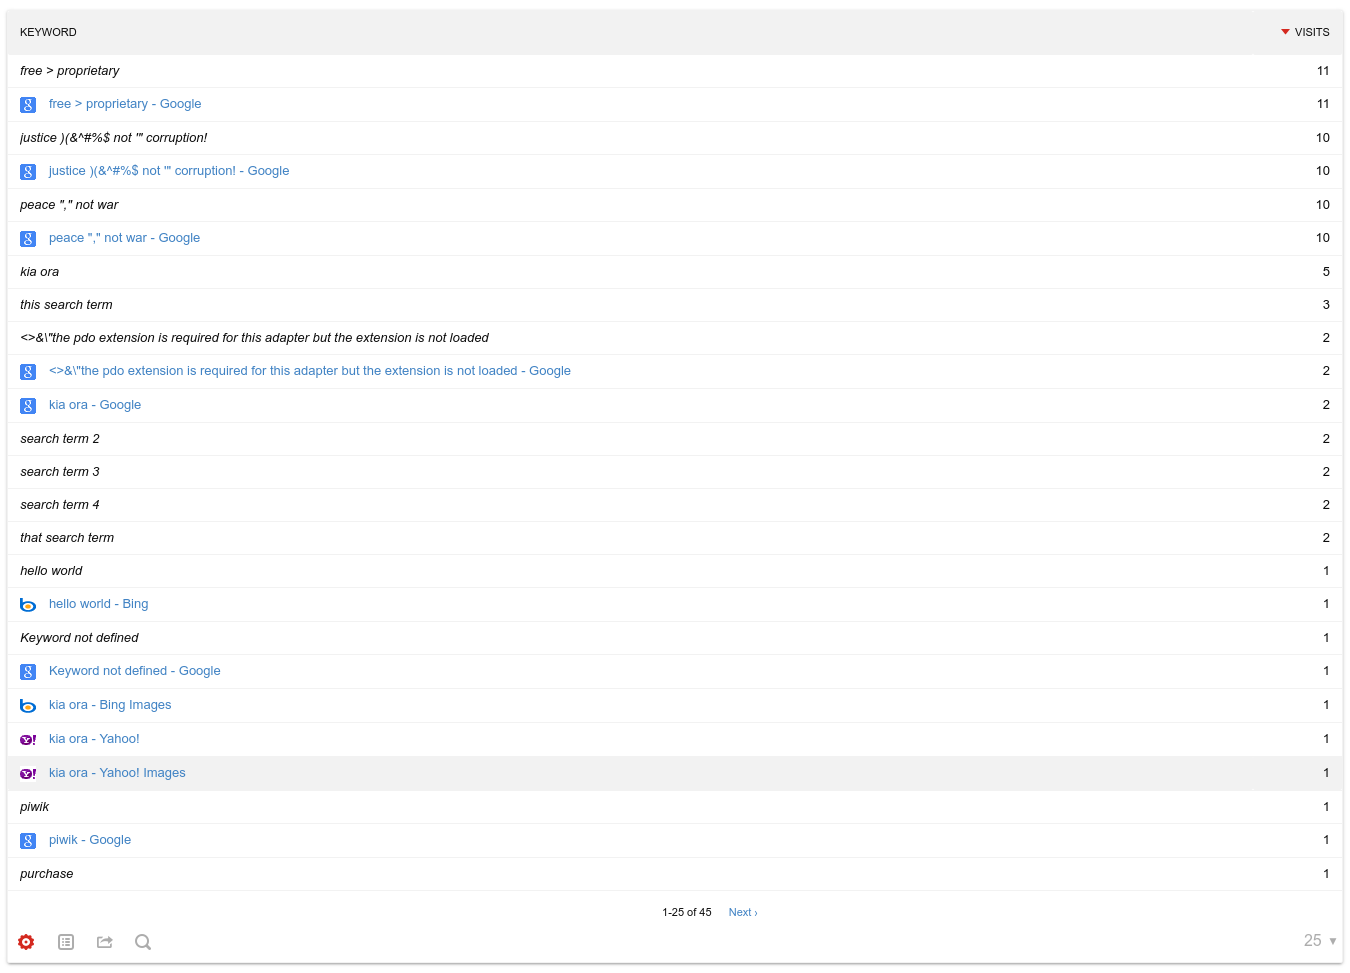 KEYWORD VISITS
free > proprietary 11
free > proprietary - Google 11
justice )(&^#%$ not '" corruption! 10
justice )(&^#%$ not '" corruption! - Google 10
peace "," not war 10
peace "," not war - Google 10
kia ora 5
this search term 3
<>&\"the pdo extension is required for this adapter but the extension is not loaded 2
<>&\"the pdo extension is required for this adapter but the extension is not loaded - Google 2
kia ora - Google 2
search term 2 2
search term 3 2
search term 4 2
that search term 2
hello world 1
hello world - Bing 1
Keyword not defined 1
Keyword not defined - Google 1
kia ora - Bing Images 1
kia ora - Yahoo! 1
kia ora - Yahoo! Images 1
piwik 1
piwik - Google 1
purchase 1
1-25 of 45 Next ›
25